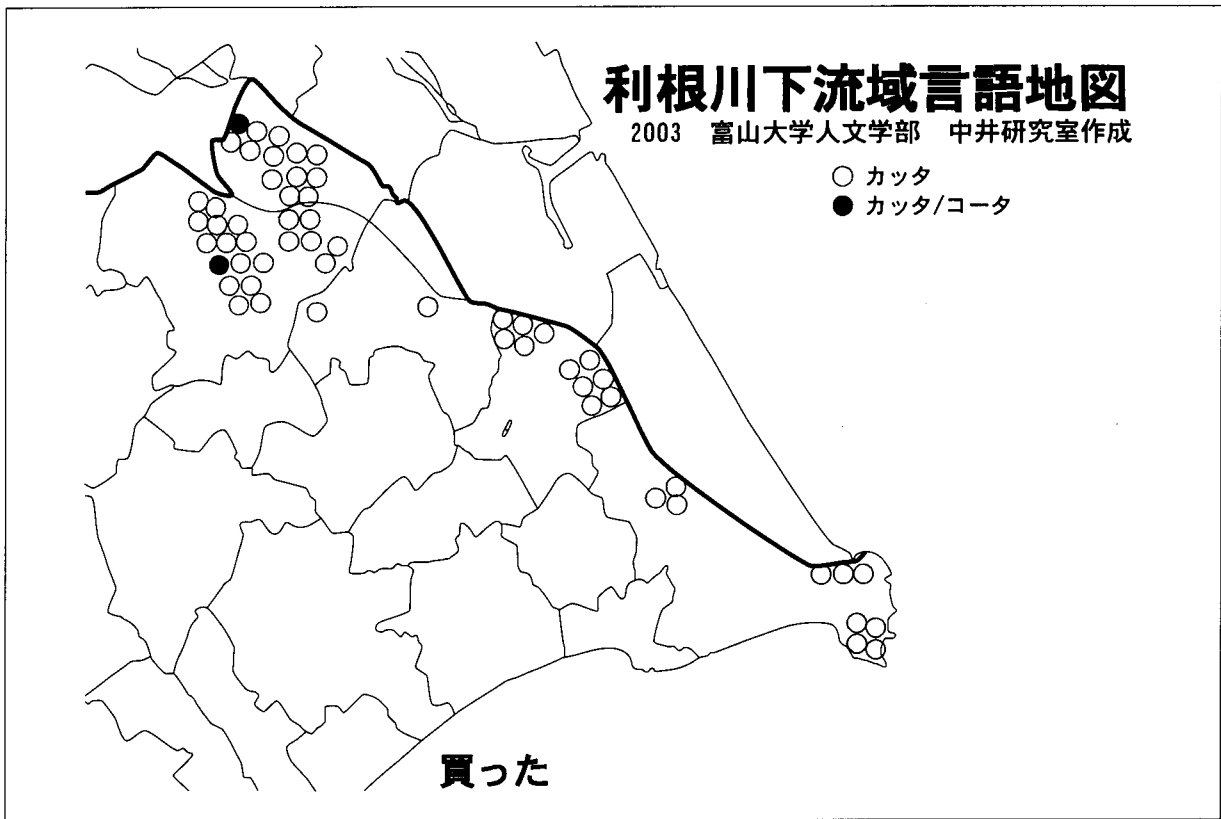 利根川下流域言語地図
2003 富山大学人文学部 中井研究室作成
○ カッタ
● カッタ/コータ
買った